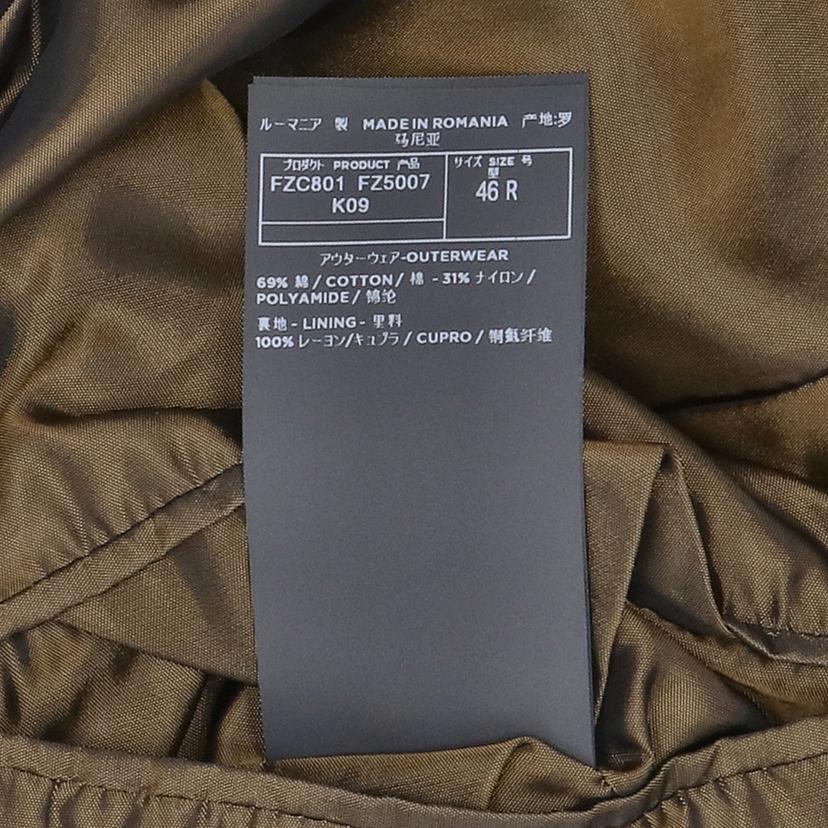 ルーマニア 製 MADE IN ROMANIA 产地:罗
马尼亚
プロダクト PRODUCT 产品
FZC801 FZ5007
K09
サイズ SIZE 号
型
46 R
アウターウェア-OUTERWEAR
69% 綿 / COTTON / 棉 - 31% ナイロン /
POLYAMIDE / 锦纶
裏地 - LINING - 里料
100% レーヨン/キュプラ / CUPRO / 铜氨纤维